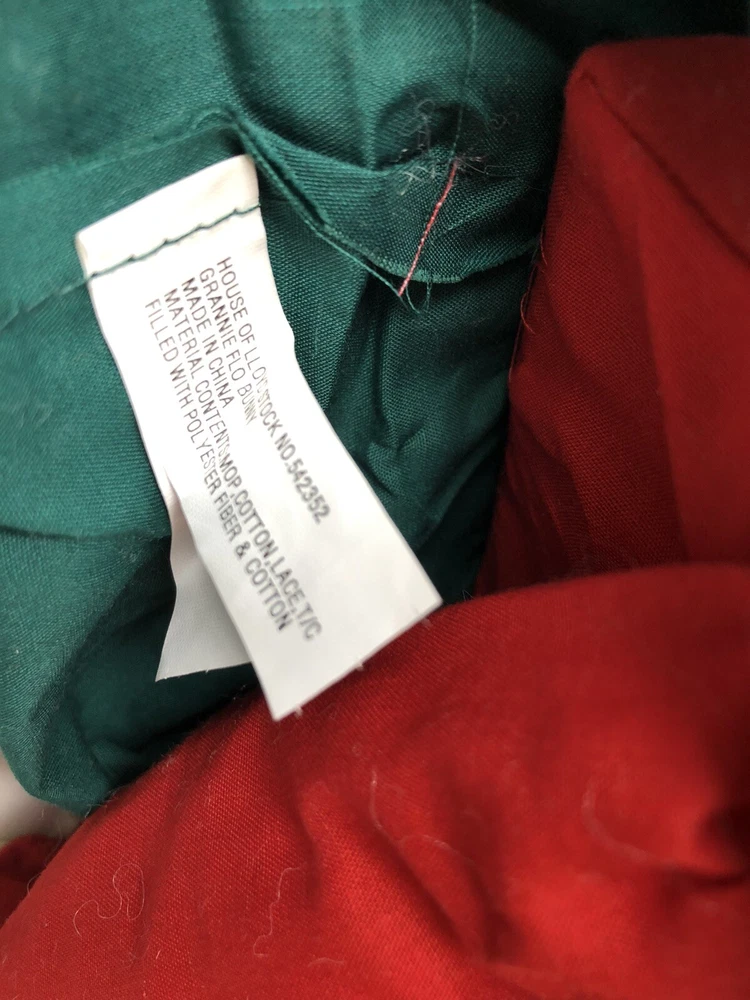 HOUSE OF LLOYD STOCK NO.542352
GRANNIE FLO BUNN
MADE IN CHINA
MATERIAL CONTENTS MOP,COTTON,LACE,T/C
FILLED WITH POLYESTER FIBER & COTTON